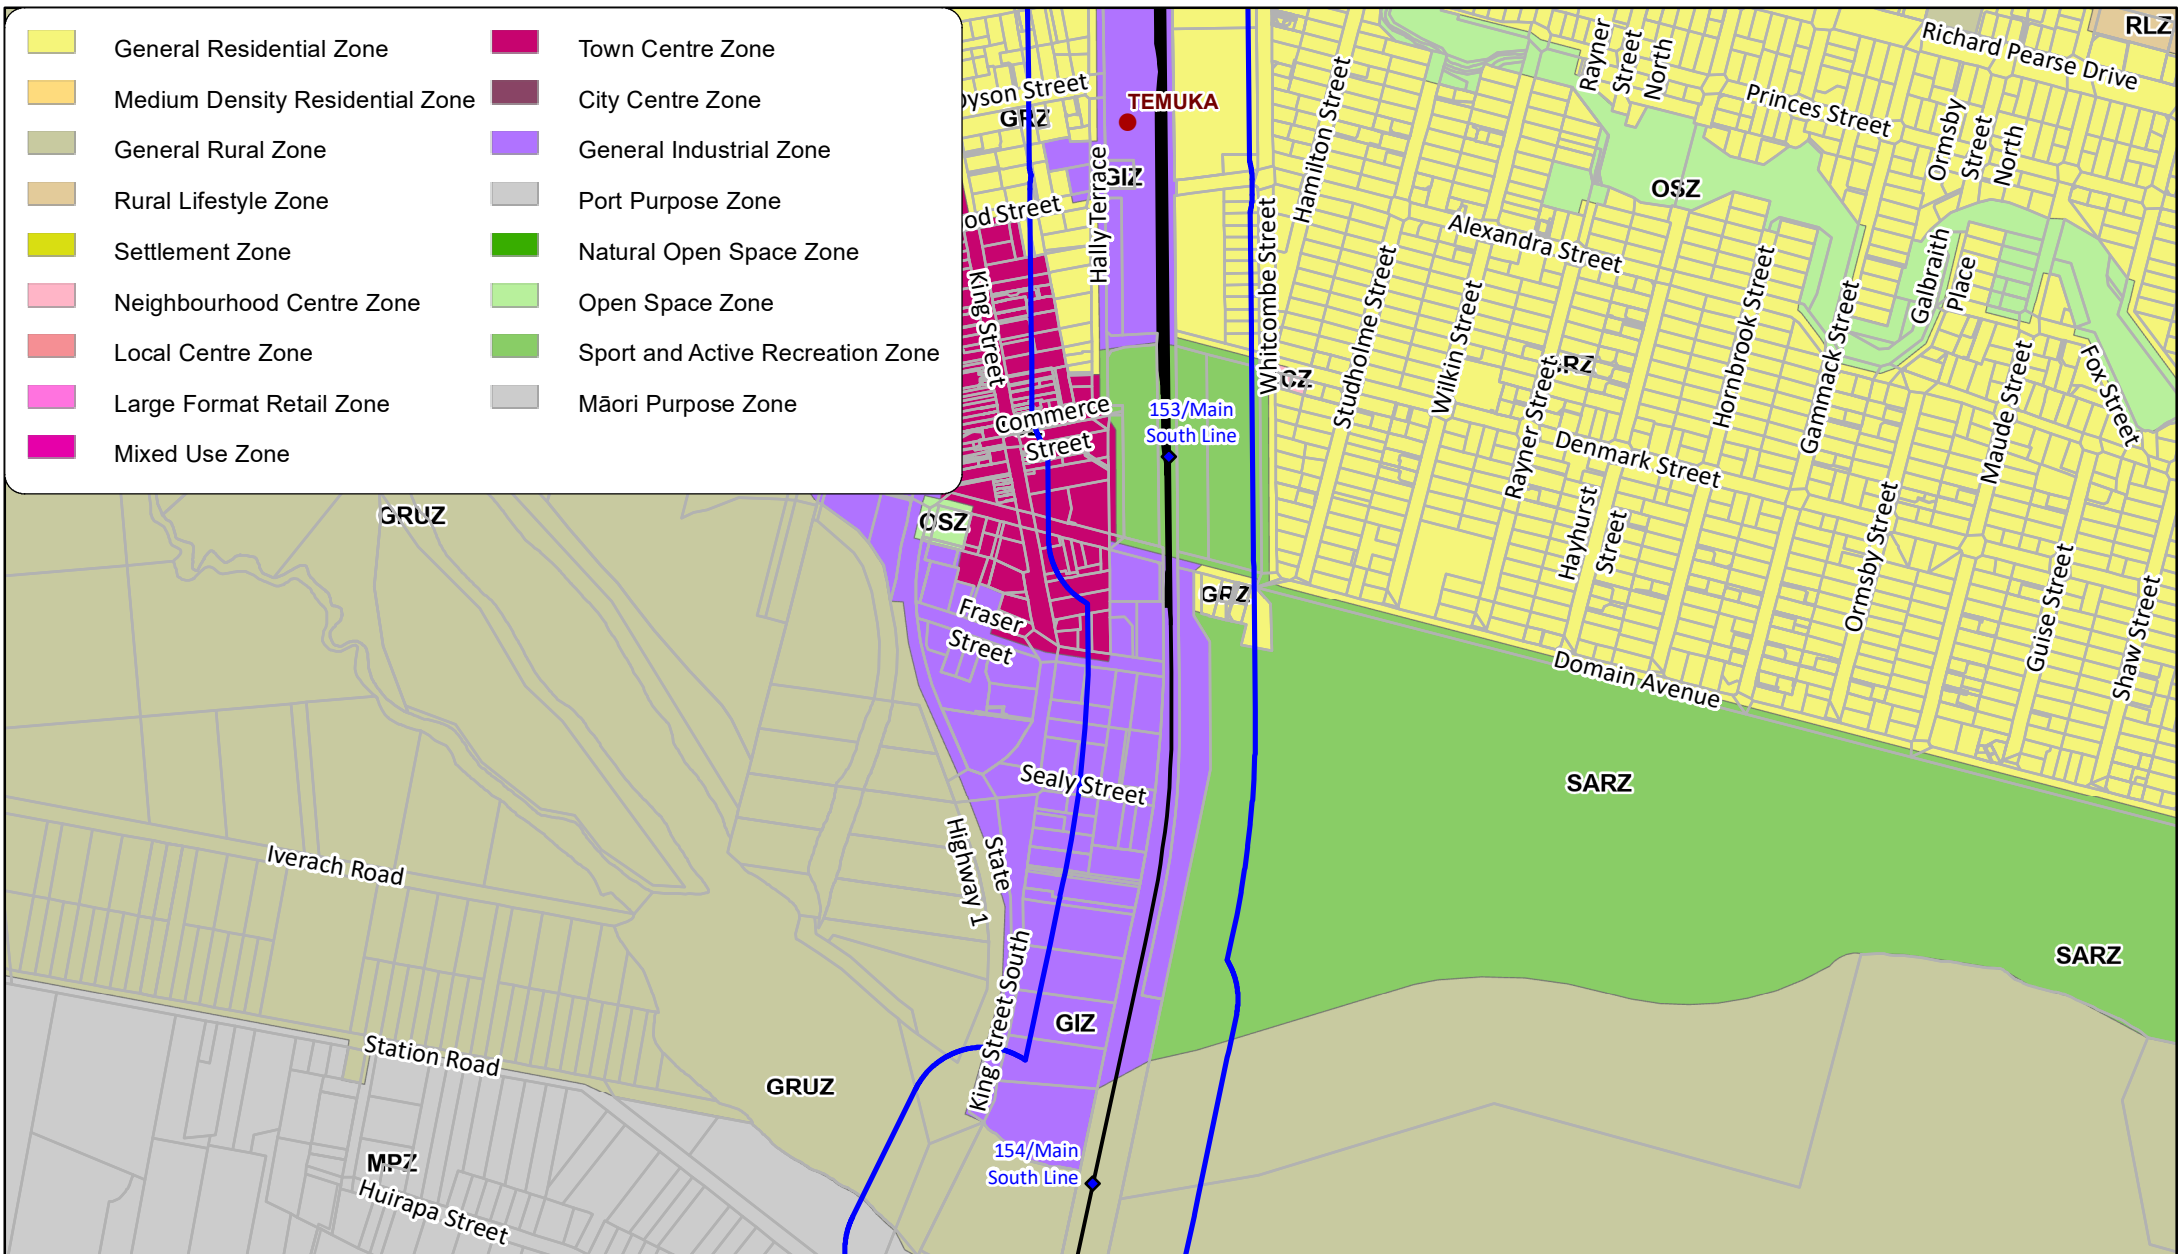 General Residential Zone
Medium Density Residential Zone
General Rural Zone
Rural Lifestyle Zone
Settlement Zone
Neighbourhood Centre Zone
Local Centre Zone
Large Format Retail Zone
Mixed Use Zone
Town Centre Zone
City Centre Zone
General Industrial Zone
Port Purpose Zone
Natural Open Space Zone
Open Space Zone
Sport and Active Recreation Zone
Māori Purpose Zone
yson Street
GRZ
TEMUKA
GIZ
Hally Terrace
od Street
King Street
Commerce
Street
153/Main
South Line
Whitcombe Street
Hamilton Street
Studholme Street
Wilkin Street
Alexandra Street
Rayner
Street
North
Richard Pearse Drive
RLZ
Princes Street
Ormsby
Street
North
OSZ
Galbraith
Place
Hornbrook Street
Gammack Street
RZ
Rayner Street
Denmark Street
Maude Street
Fox Street
Hayhurst
Street
Ormsby Street
Guise Street
Shaw Street
Domain Avenue
GRUZ
OSZ
GRZ
Fraser
Street
Sealy Street
SARZ
SARZ
State
Highway 1
Iverach Road
King Street South
GIZ
Station Road
GRUZ
MPZ
Huirapa Street
154/Main
South Line